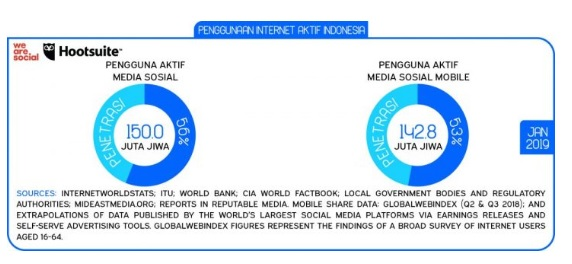 PENGGUNAAN INTERNET AKTIF INDONESIA
we
are.
social
Hootsuite™
PENGGUNA AKTIF
MEDIA SOSIAL
PENETRASI
150.0
JUTA JIWA
56%
PENGGUNA AKTIF
MEDIA SOSIAL MOBILE
PENETRASI
142.8
JUTA JIWA
53%
JAN
2019
SOURCES: INTERNETWORLDSTATS; ITU; WORLD BANK; CIA WORLD FACTBOOK; LOCAL GOVERNMENT BODIES AND REGULATORY
AUTHORITIES; MIDEASTMEDIA.ORG; REPORTS IN REPUTABLE MEDIA. MOBILE SHARE DATA: GLOBALWEBINDEX (Q2 & Q3 2018); AND
EXTRAPOLATIONS OF DATA PUBLISHED BY THE WORLD'S LARGEST SOCIAL MEDIA PLATFORMS VIA EARNINGS RELEASES AND
SELF-SERVE ADVERTISING TOOLS. GLOBALWEBINDEX FIGURES REPRESENT THE FINDINGS OF A BROAD SURVEY OF INTERNET USERS
AGED 16-64.